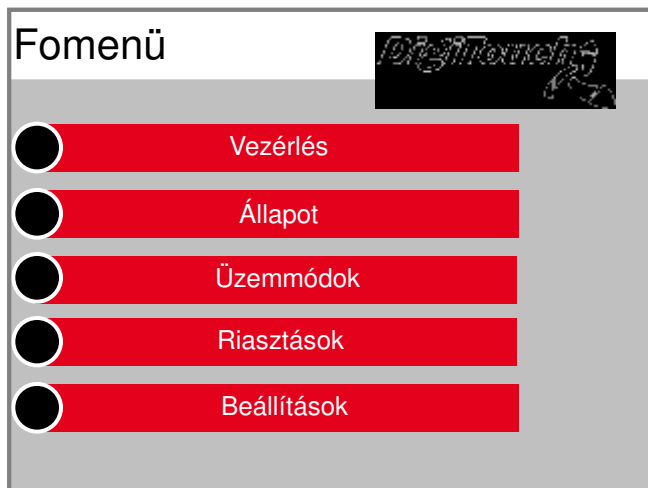 Fomenü
DigiTouch
Vezérlés
Állapot
Üzemmódok
Riasztások
Beállítások